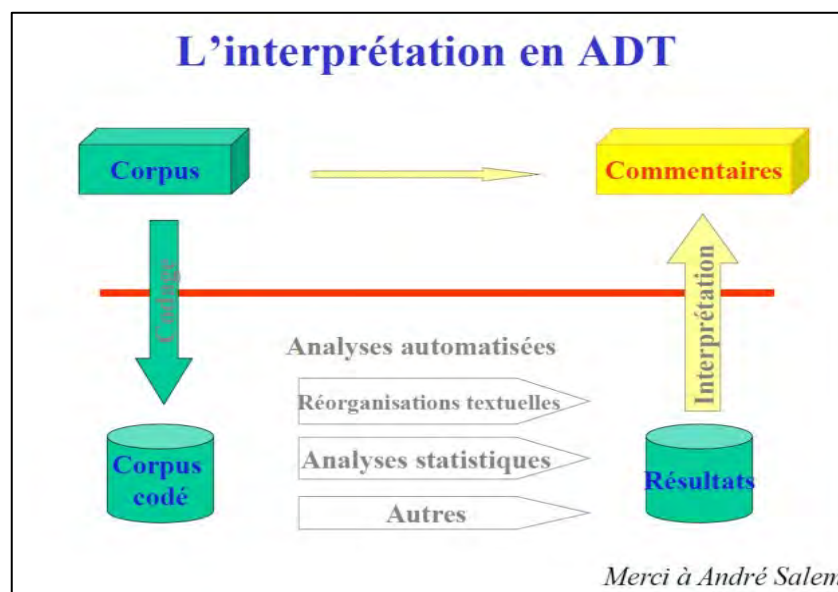 L'interprétation en ADT
Corpus
Commentaires
Codage
Interprétation
Analyses automatisées
Réorganisations textuelles
Analyses statistiques
Autres
Corpus
codé
Résultats
Merci à André Salem